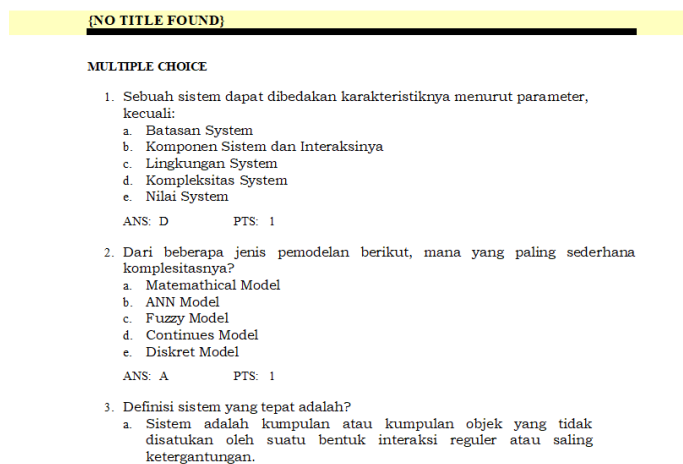 {NO TITLE FOUND}
MULTIPLE CHOICE
1. Sebuah sistem dapat dibedakan karakteristiknya menurut parameter,
kecuali:
a. Batasan System
b. Komponen Sistem dan Interaksinya
c. Lingkungan System
d. Kompleksitas System
e. Nilai System
ANS: D PTS: 1
2. Dari beberapa jenis pemodelan berikut, mana yang paling sederhana
komplesitasnya?
a. Matemathical Model
b. ANN Model
c. Fuzzy Model
d. Continues Model
e. Diskret Model
ANS: A PTS: 1
3. Definisi sistem yang tepat adalah?
a. Sistem adalah kumpulan atau kumpulan objek yang tidak
disatukan oleh suatu bentuk interaksi reguler atau saling
ketergantungan.